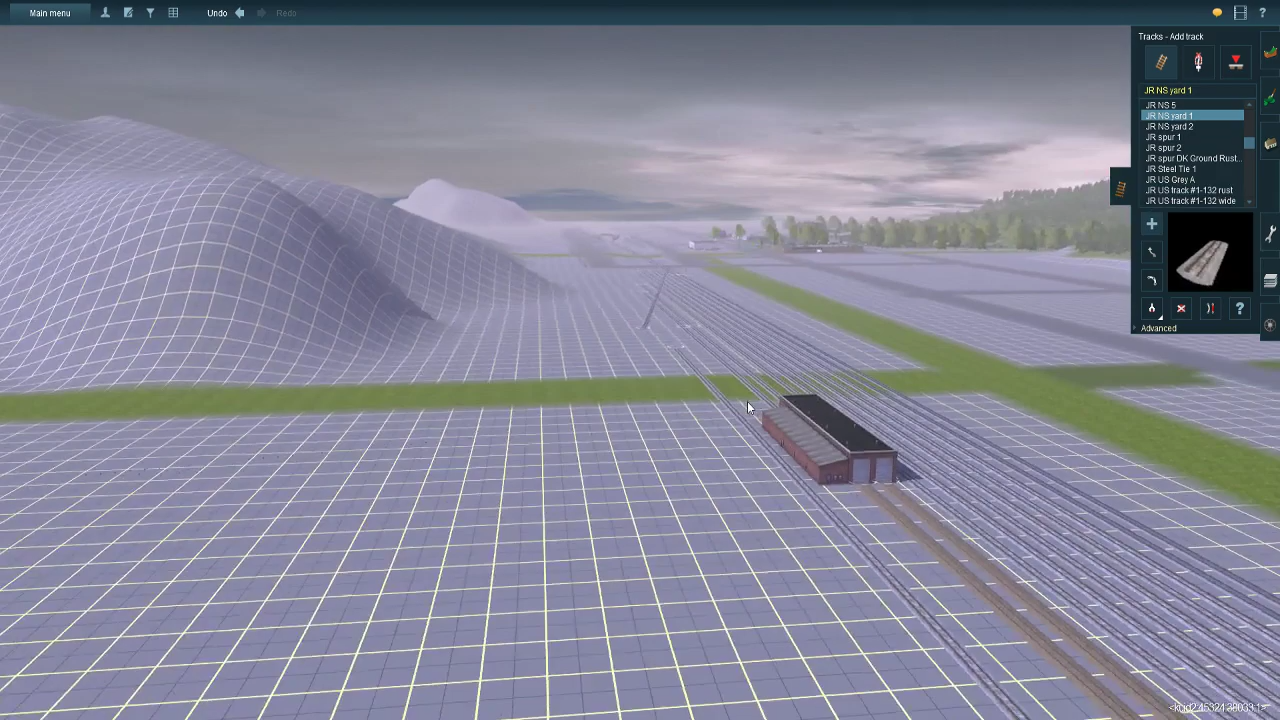 Main menu
Undo
Redo
?
Tracks - Add track
JR NS yard 1
JR NS 5
JR NS yard 1
JR NS yard 2
JR spur 1
JR spur 2
JR spur DK Ground Rust...
JR Steel Tie 1
JR US Grey A
JR US track #1-132 rust
JR US track #1-132 wide
?
Advanced